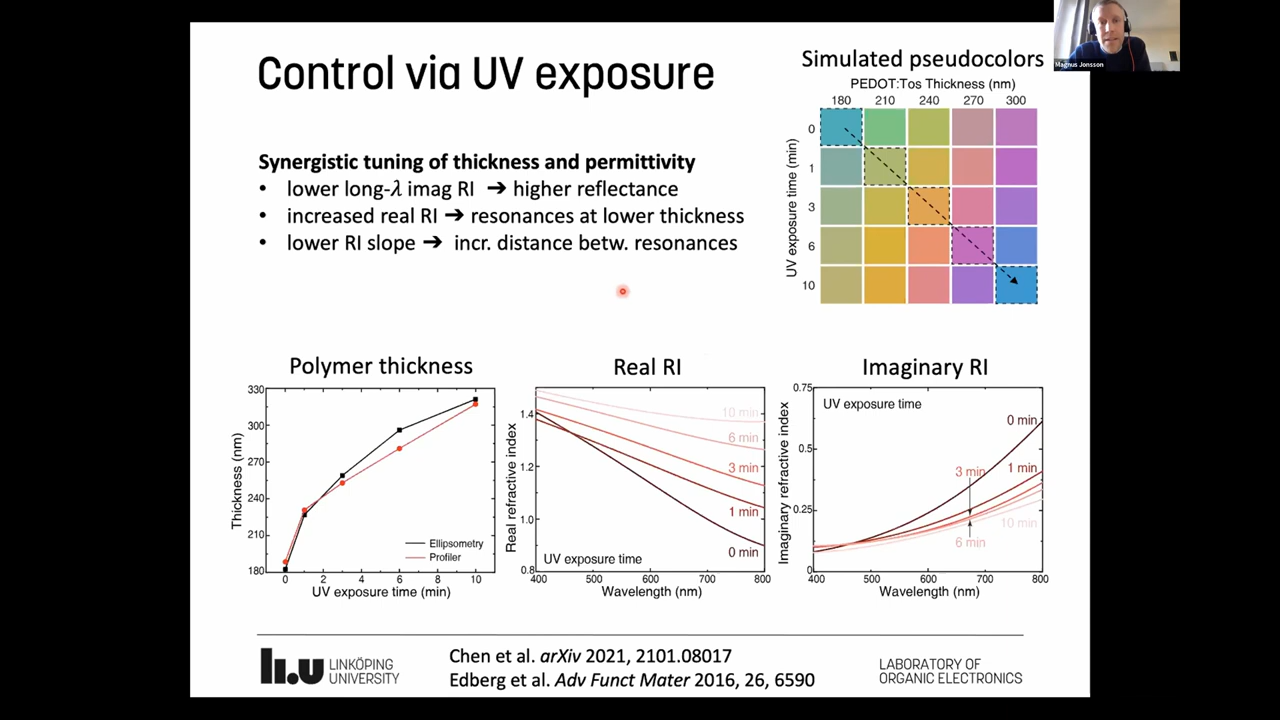 Control via UV exposure
Synergistic tuning of thickness and permittivity
• lower long-λ imag RI ➔ higher reflectance
• increased real RI ➔ resonances at lower thickness
• lower RI slope ➔ incr. distance betw. resonances
Simulated pseudocolors
PEDOT:Tos Thickness (nm)
180 210 240 270 300
UV exposure time (min)
0
1
3
6
10
Magnus Jonsson
Polymer thickness
Thickness (nm)
330
300
270
240
210
180
0 2 4 6 8 10
UV exposure time (min)
Ellipsometry
Profiler
Real RI
Real refractive index
1.4
1.2
1.0
0.8
400 500 600 700 800
Wavelength (nm)
10 min
6 min
3 min
1 min
0 min
UV exposure time
Imaginary RI
Imaginary refractive index
0.75
0.5
0.25
0
400 500 600 700 800
Wavelength (nm)
UV exposure time
0 min
3 min
1 min
10 min
6 min
LINKÖPING
UNIVERSITY
Chen et al. arXiv 2021, 2101.08017
Edberg et al. Adv Funct Mater 2016, 26, 6590
LABORATORY OF
ORGANIC ELECTRONICS
li.u